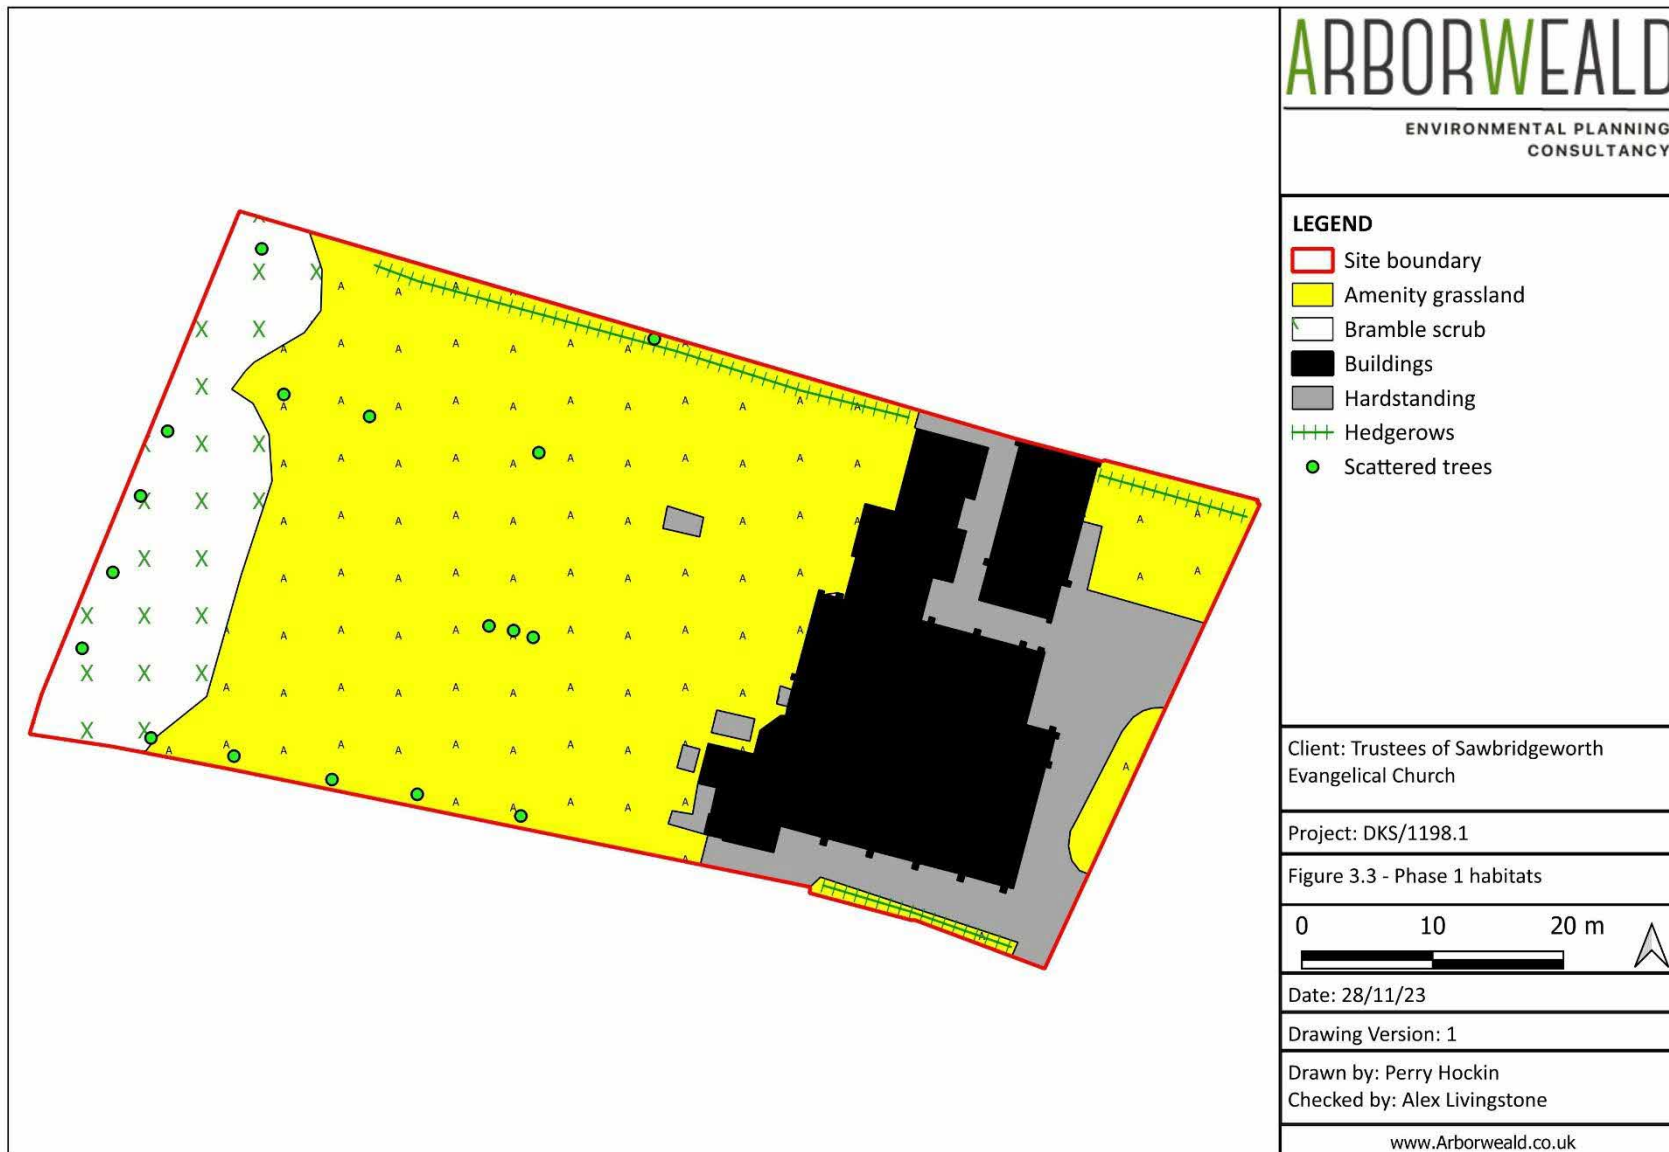 ARBORWEALD
ENVIRONMENTAL PLANNING
CONSULTANCY
LEGEND
Site boundary
Amenity grassland
Bramble scrub
Buildings
Hardstanding
Hedgerows
Scattered trees
Client: Trustees of Sawbridgeworth
Evangelical Church
Project: DKS/1198.1
Figure 3.3 - Phase 1 habitats
0 10 20 m
Date: 28/11/23
Drawing Version: 1
Drawn by: Perry Hockin
Checked by: Alex Livingstone
www.Arborweald.co.uk